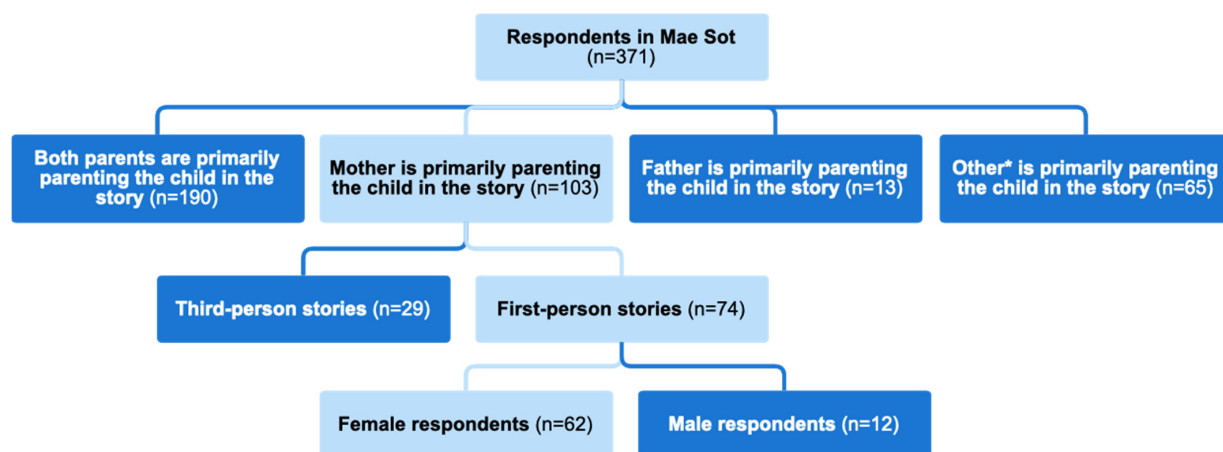 Respondents in Mae Sot
(n=371)
Both parents are primarily
parenting the child in the
story (n=190)
Mother is primarily parenting
the child in the story (n=103)
Father is primarily parenting
the child in the story (n=13)
Other* is primarily parenting
the child in the story (n=65)
Third-person stories (n=29)
First-person stories (n=74)
Female respondents (n=62)
Male respondents (n=12)